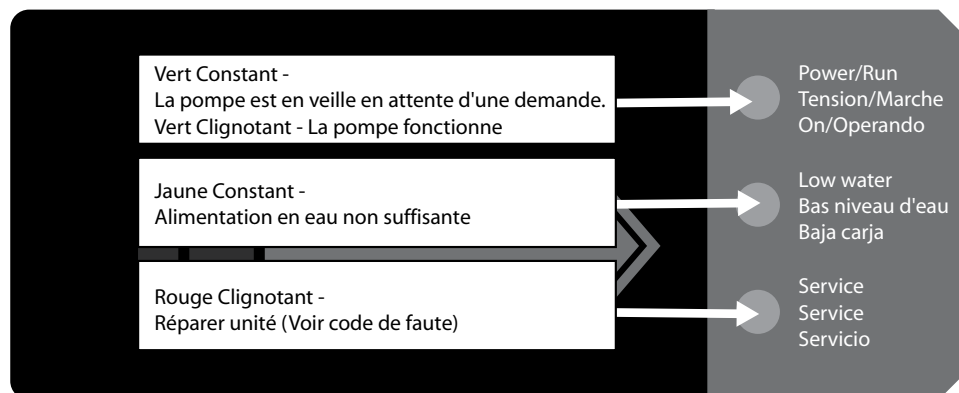 Vert Constant -
La pompe est en veille en attente d'une demande.
Vert Clignotant - La pompe fonctionne
Power/Run
Tension/Marche
On/Operando
Jaune Constant -
Alimentation en eau non suffisante
Low water
Bas niveau d'eau
Baja carja
Rouge Clignotant -
Réparer unité (Voir code de faute)
Service
Service
Servicio